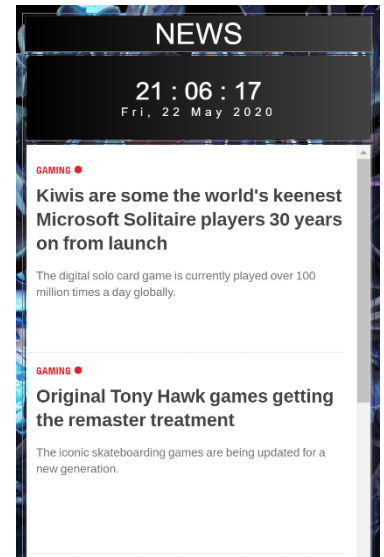 NEWS
21 : 06 : 17
Fri, 22 May 2020
GAMING
Kiwis are some the world's keenest
Microsoft Solitaire players 30 years
on from launch
The digital solo card game is currently played over 100
million times a day globally.
GAMING
Original Tony Hawk games getting
the remaster treatment
The iconic skateboarding games are being updated for a
new generation.